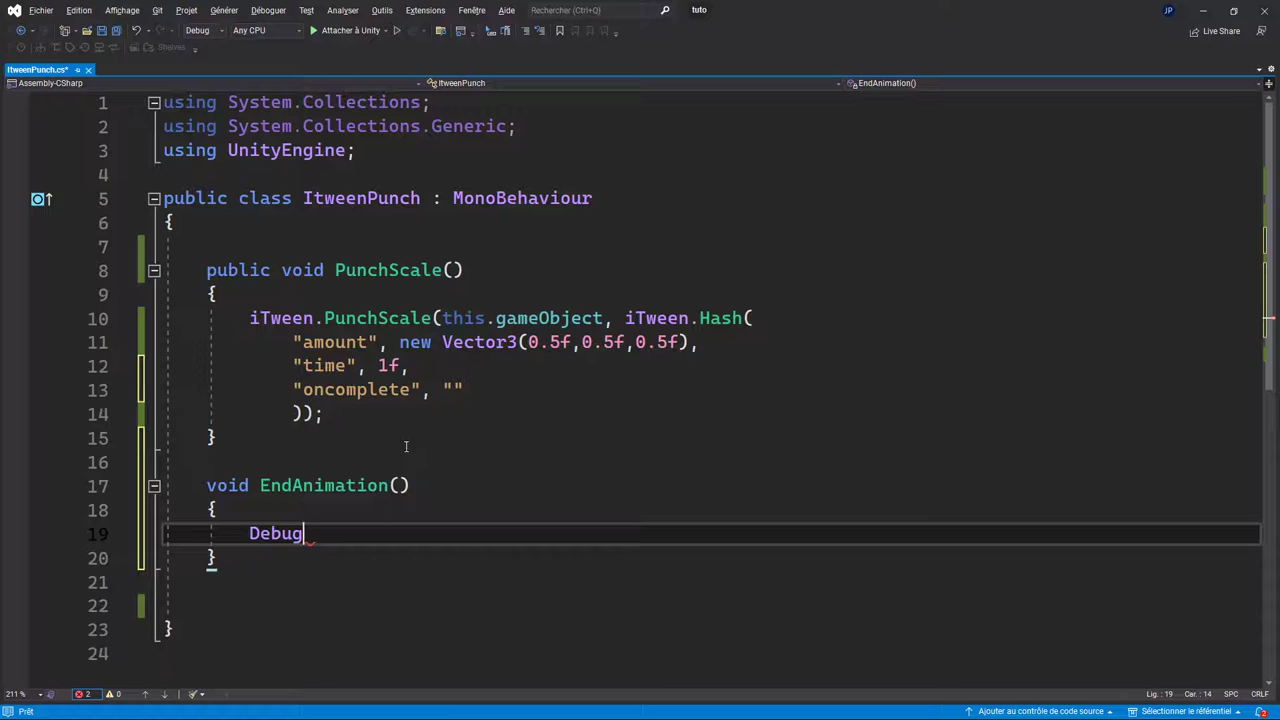 Fichier Edition Affichage Git Projet Générer Déboguer Test Analyser Outils Extensions Fenêtre Aide Rechercher (Ctrl+Q) tuto JP
Debug Any CPU Attacher à Unity Live Share
Shelves
ItweenPunch.cs*
Assembly-CSharp ItweenPunch EndAnimation()
1 using System.Collections;
2 using System.Collections.Generic;
3 using UnityEngine;
4
5 public class ItweenPunch : MonoBehaviour
6 {
7
8 public void PunchScale()
9 {
10 iTween.PunchScale(this.gameObject, iTween.Hash(
11 "amount", new Vector3(0.5f,0.5f,0.5f),
12 "time", 1f,
13 "oncomplete", ""
14 ));
15 }
16
17 void EndAnimation()
18 {
19 Debug
20 }
21
22
23 }
24
211 % 2 0 Lig. : 19 Car. : 14 SPC CRLF
Prêt Ajouter au contrôle de code source Sélectionner le référentiel 2